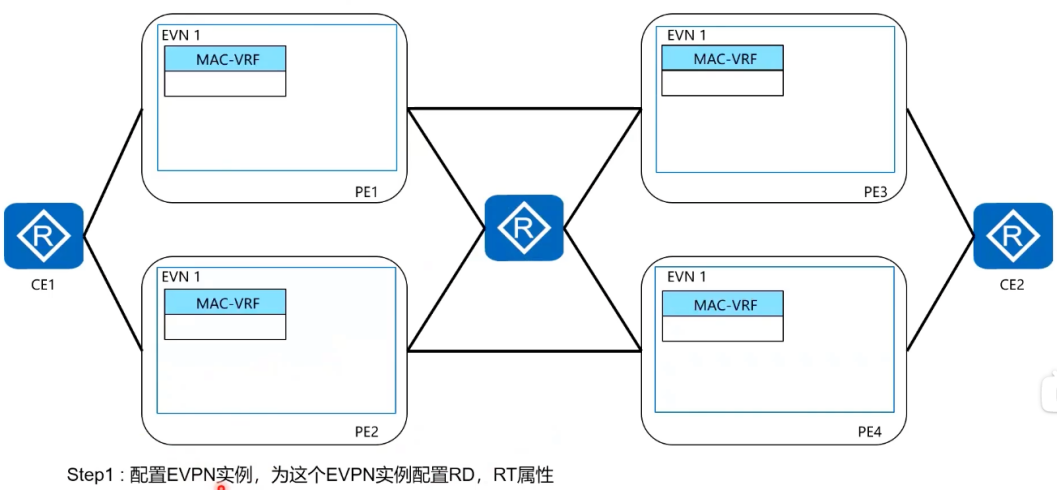 EVN 1
MAC-VRF
PE1
EVN 1
MAC-VRF
PE3
R
CE1
R
R
CE2
EVN 1
MAC-VRF
PE2
EVN 1
MAC-VRF
PE4
Step1 : 配置EVPN实例，为这个EVPN实例配置RD，RT属性